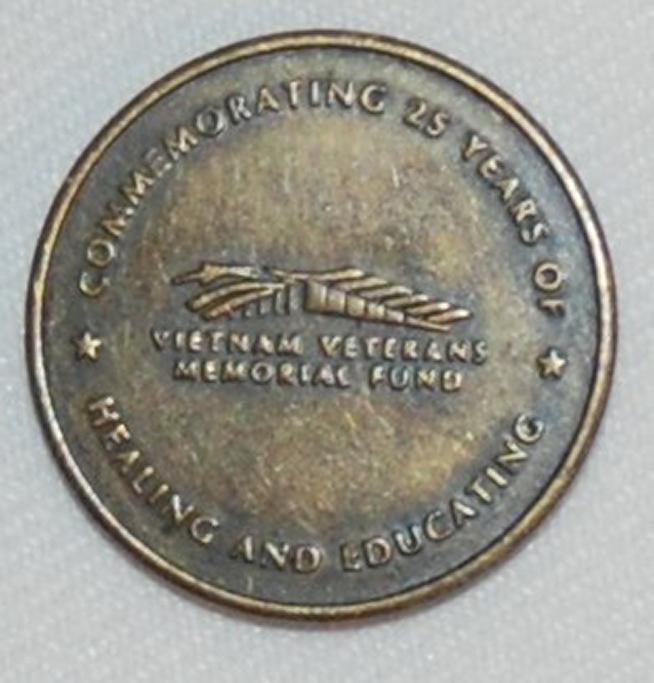 COMMEMORATING 25 YEARS OF
VIETNAM VETERANS
MEMORIAL FUND
HEALING AND EDUCATING